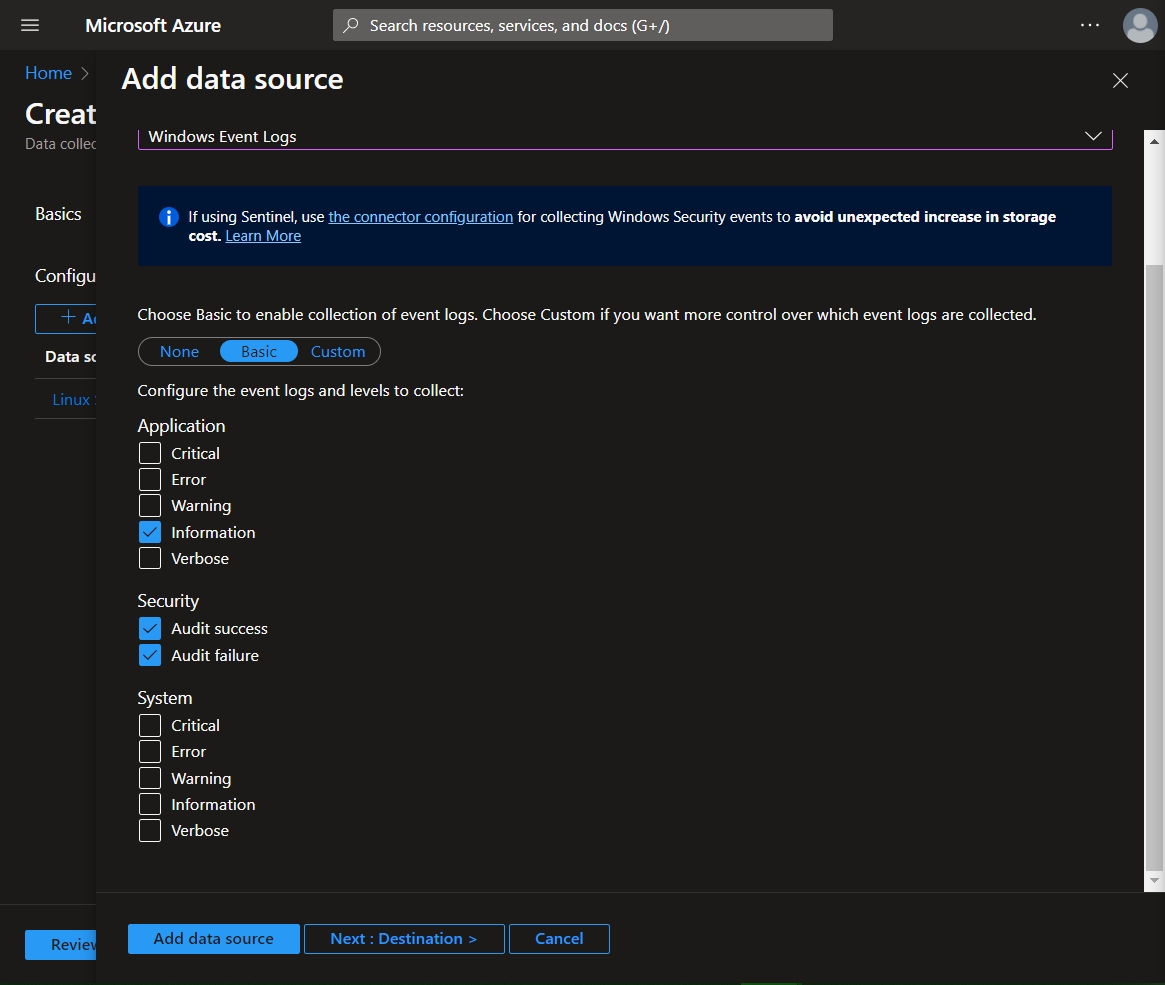 Microsoft Azure
Search resources, services, and docs (G+/)
Home
Add data source
Creat
Data collec
Windows Event Logs
Basics
If using Sentinel, use the connector configuration for collecting Windows Security events to avoid unexpected increase in storage
cost. Learn More
Configu
Choose Basic to enable collection of event logs. Choose Custom if you want more control over which event logs are collected.
Data so
None Basic Custom
Configure the event logs and levels to collect:
Linux
Application
Critical
Error
Warning
Information
Verbose
Security
Audit success
Audit failure
System
Critical
Error
Warning
Information
Verbose
Review
Add data source
Next : Destination >
Cancel